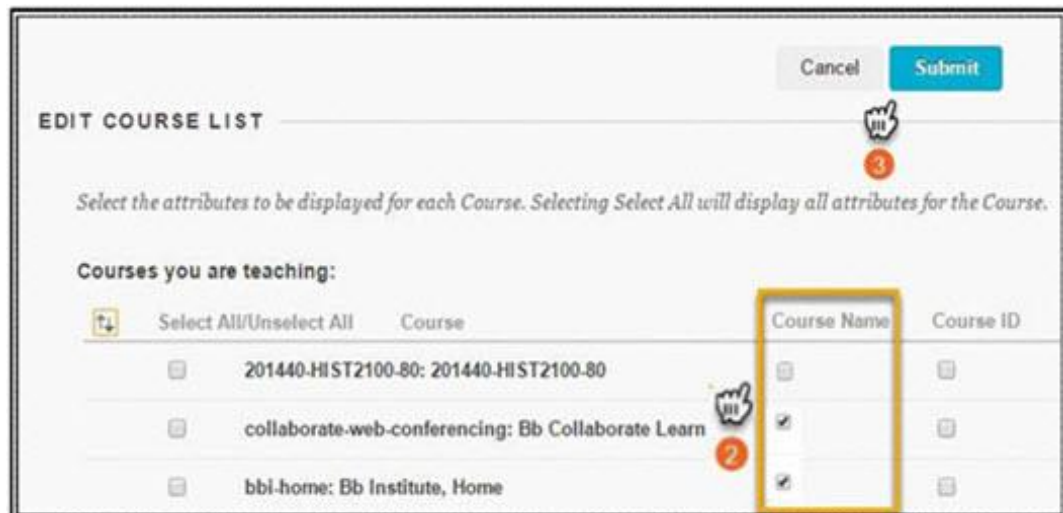 Cancel Submit
EDIT COURSE LIST
3
Select the attributes to be displayed for each Course. Selecting Select All will display all attributes for the Course.
Courses you are teaching:
Select All/Unselect All Course Course Name Course ID
201440-HIST2100-80: 201440-HIST2100-80
collaborate-web-conferencing: Bb Collaborate Learn
2
bbi-home: Bb Institute, Home